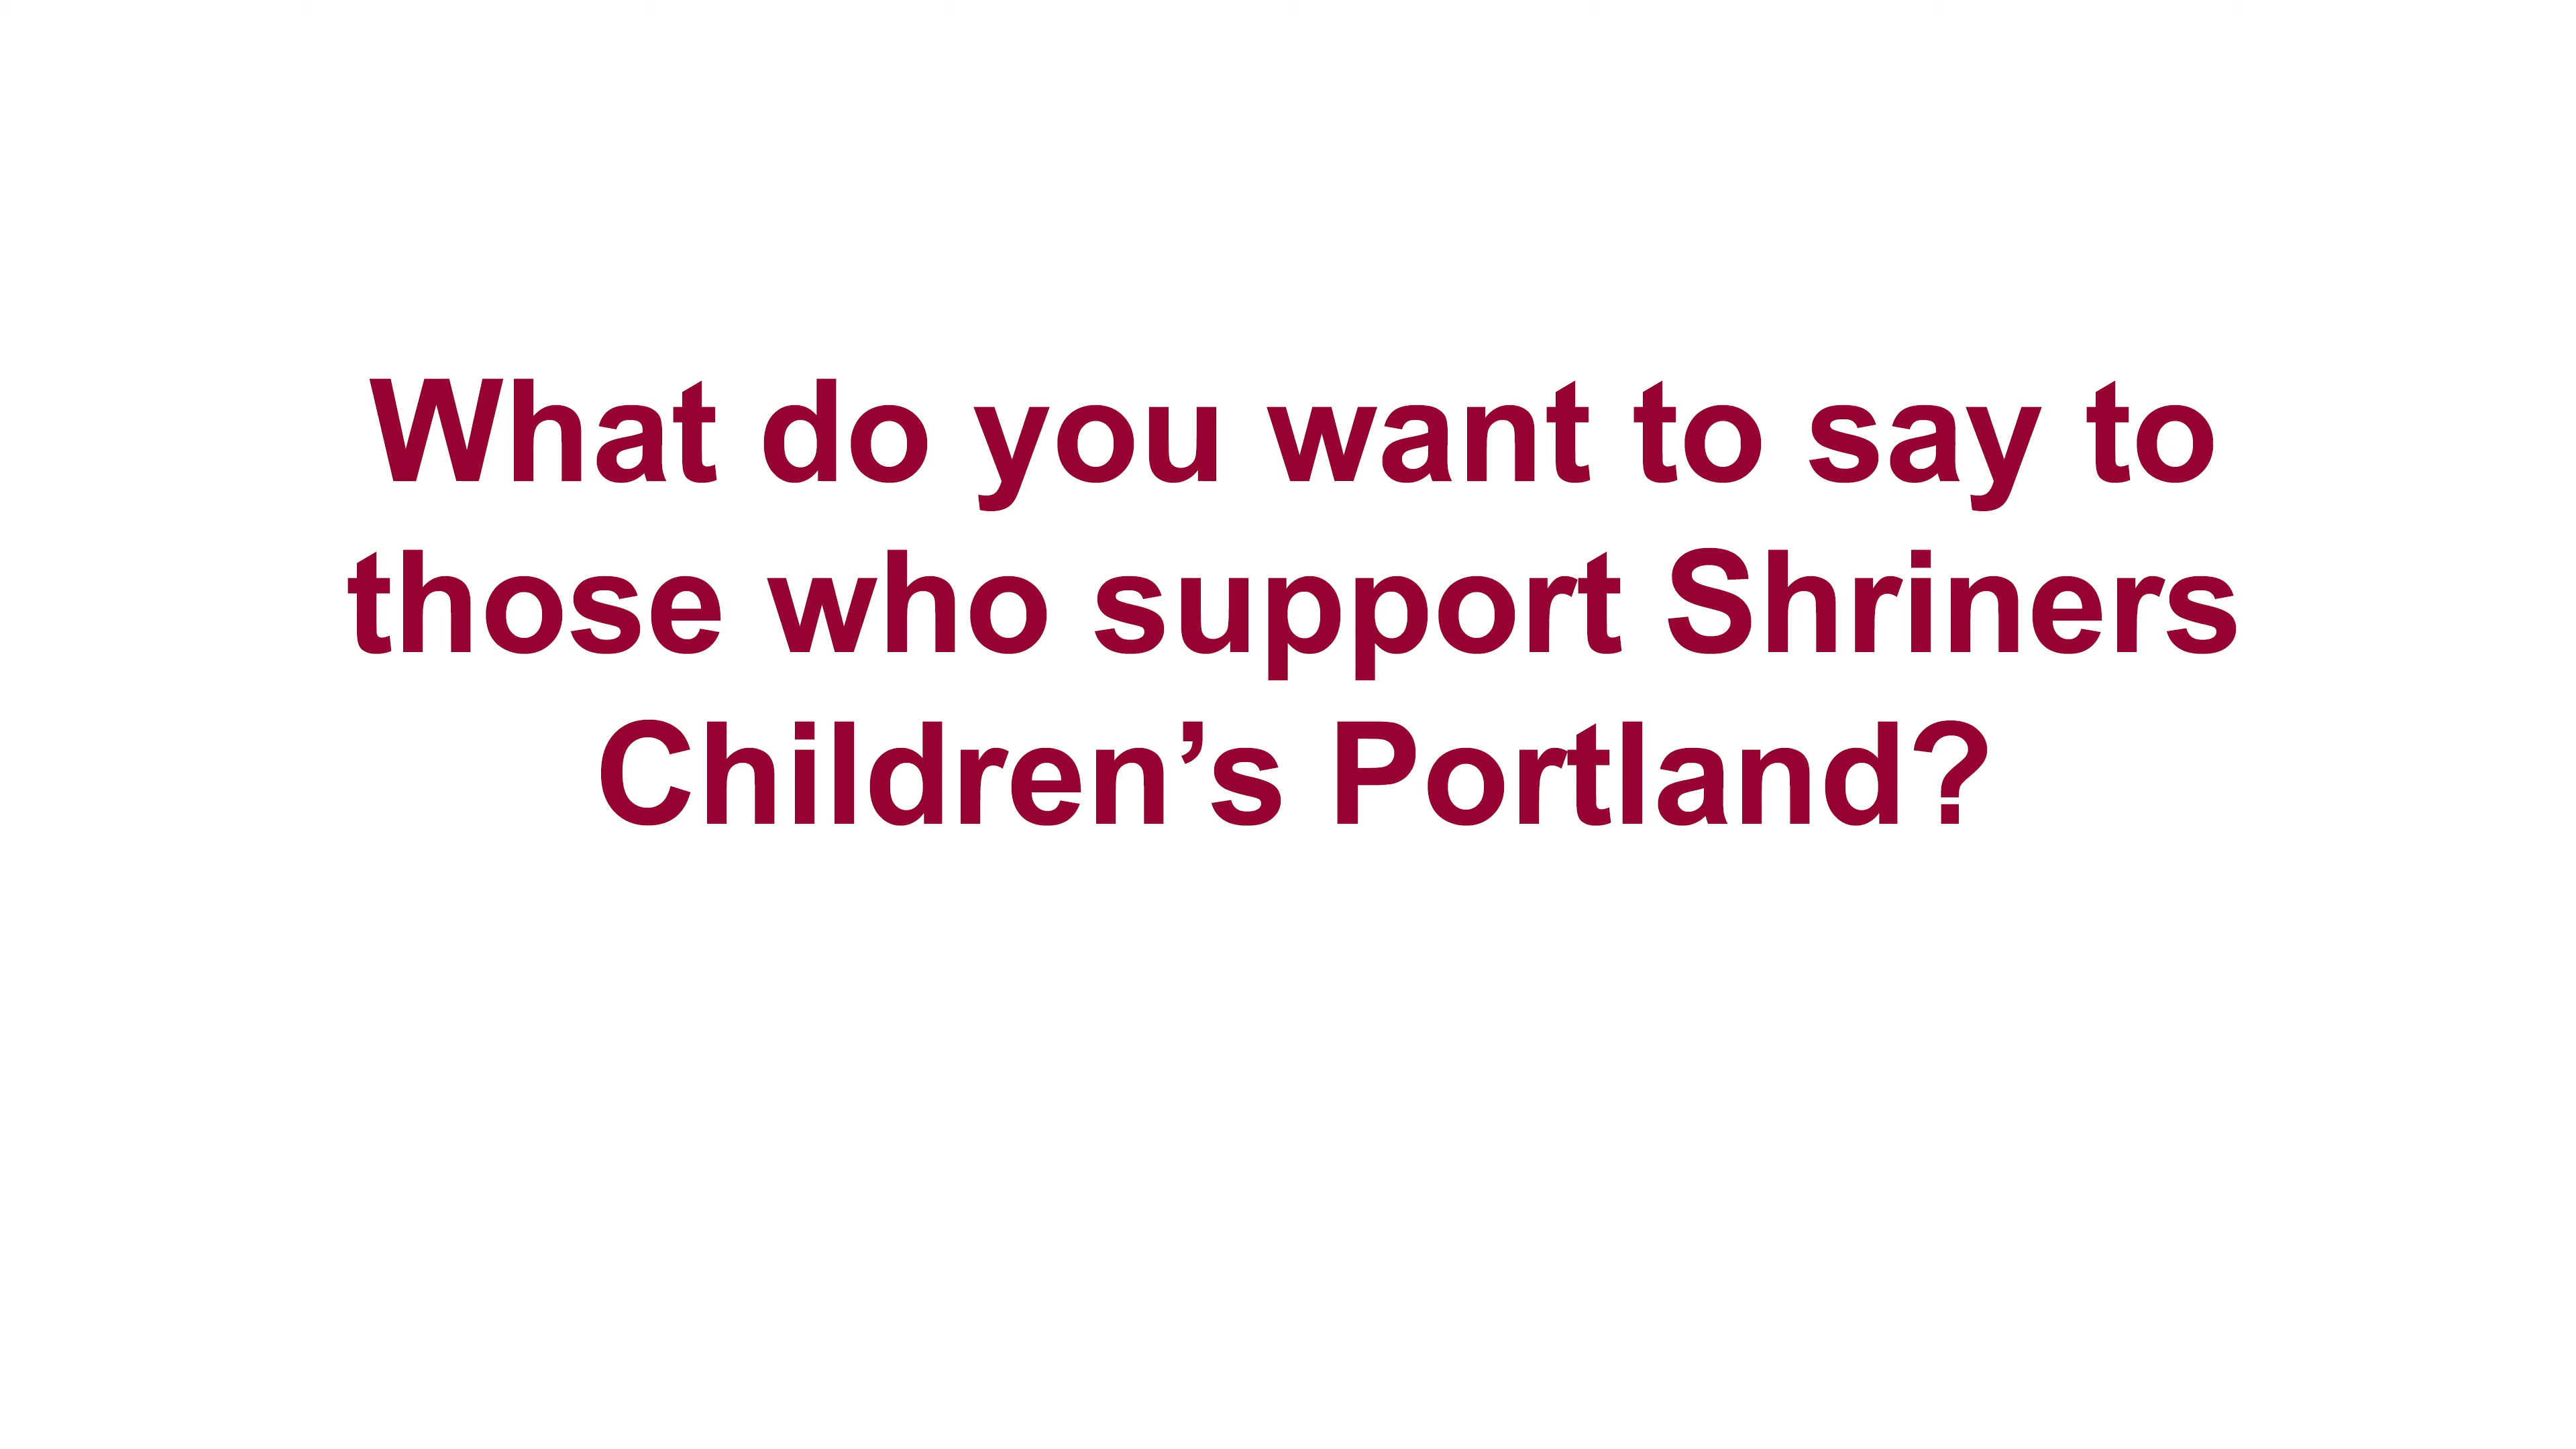 What do you want to say to
those who support Shriners
Children’s Portland?